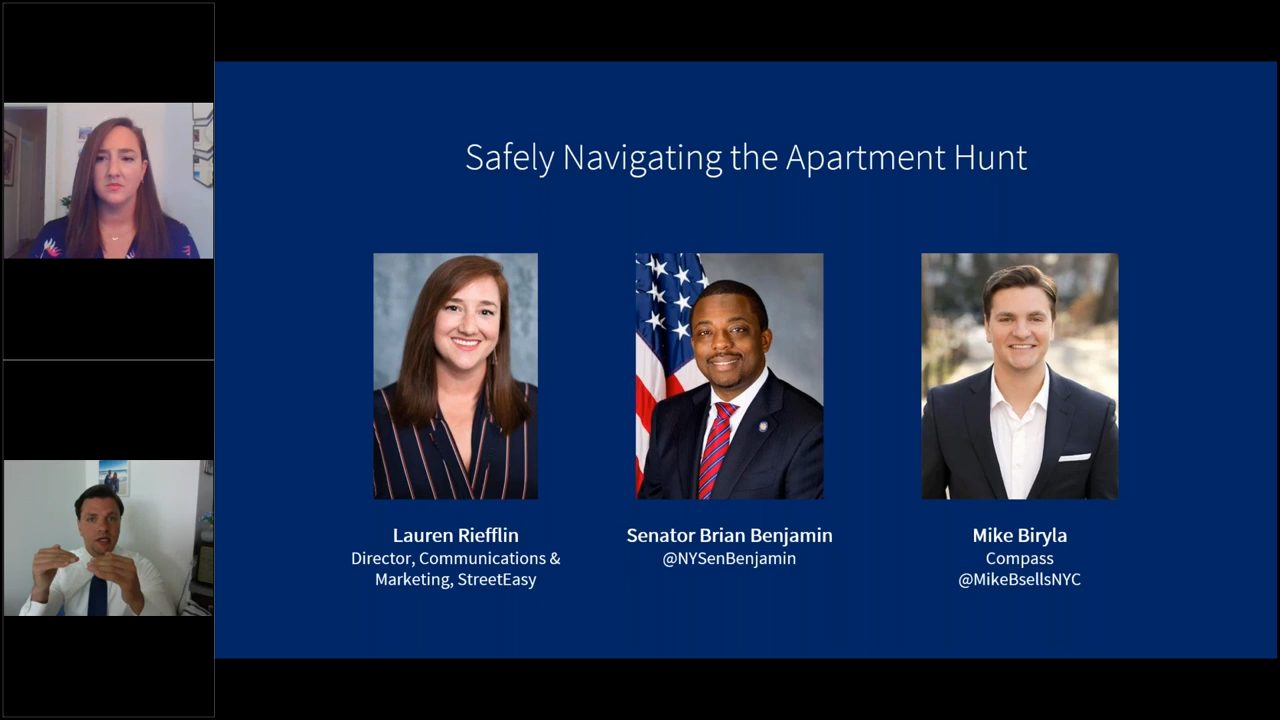 Safely Navigating the Apartment Hunt
Lauren Riefflin
Director, Communications &
Marketing, StreetEasy
Senator Brian Benjamin
@NYSenBenjamin
Mike Biryla
Compass
@MikeBsellsNYC